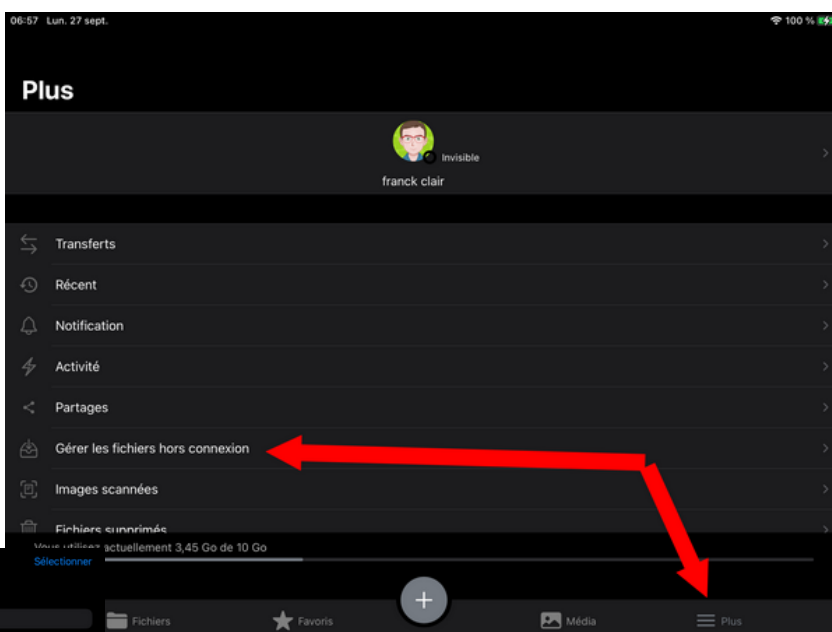 06:57 Lun. 27 sept.
100 %
Plus
Invisible
franck clair
Transferts
Récent
Notification
Activité
Partages
Gérer les fichiers hors connexion
Images scannées
Fichiers supprimés
Vous utilisez actuellement 3,45 Go de 10 Go
Sélectionner
Fichiers
Favoris
Média
Plus